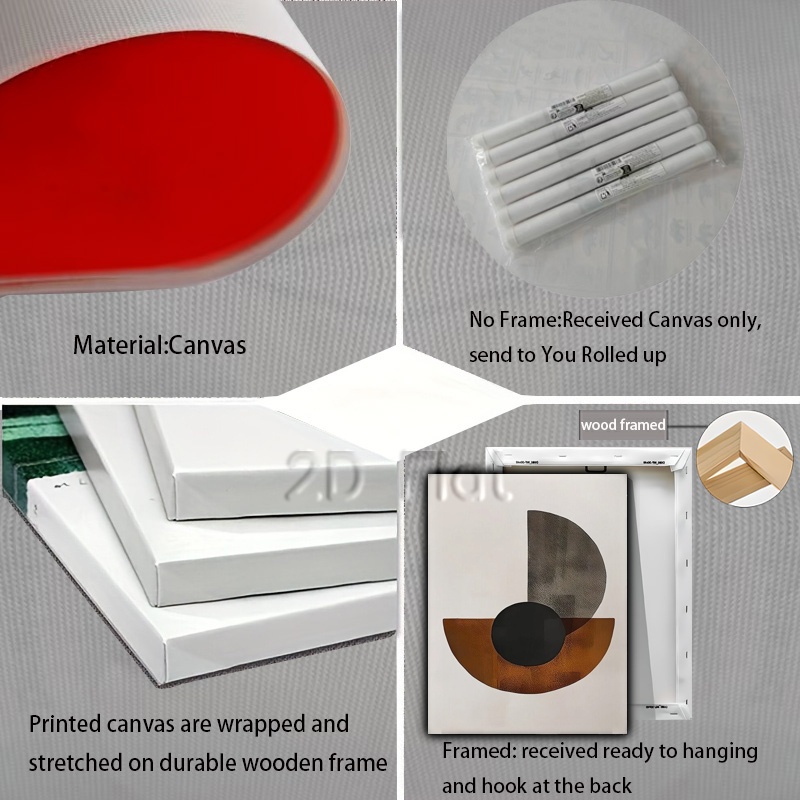 Material:Canvas
No Frame:Received Canvas only,
send to You Rolled up
wood framed
2D Flat
Printed canvas are wrapped and
stretched on durable wooden frame
Framed: received ready to hanging
and hook at the back